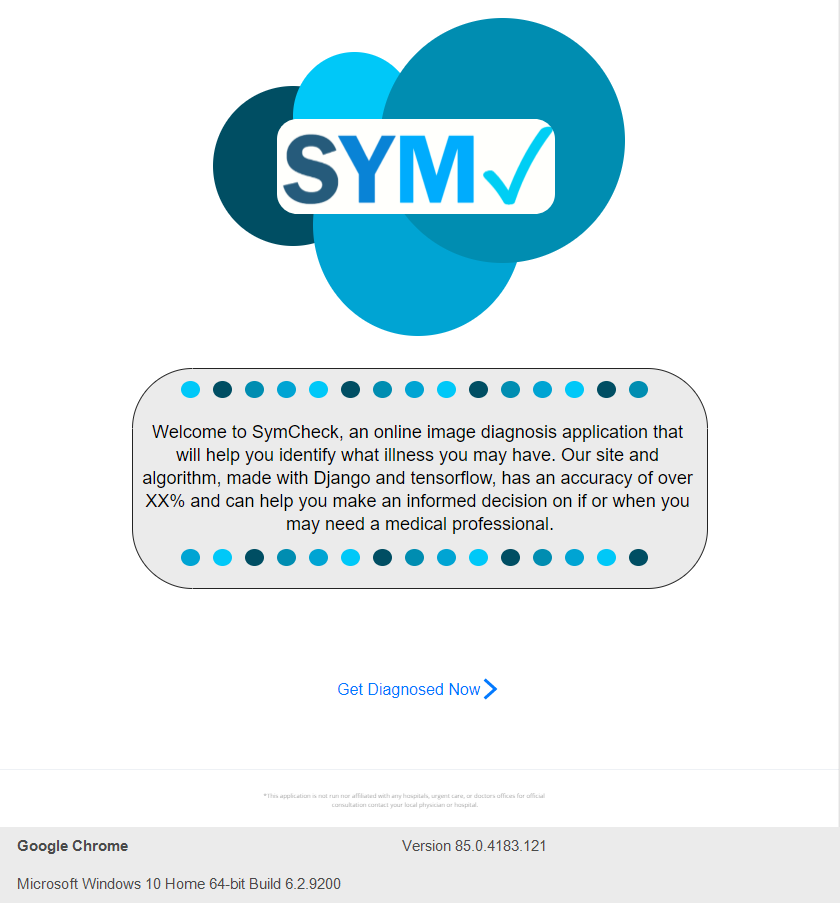 SYM
Welcome to SymCheck, an online image diagnosis application that
will help you identify what illness you may have. Our site and
algorithm, made with Django and tensorflow, has an accuracy of over
XX% and can help you make an informed decision on if or when you
may need a medical professional.
Get Diagnosed Now
*This application is not run nor affiliated with any hospitals, urgent care, or doctors offices for official
consultation contact your local physician or hospital.
Google Chrome Version 85.0.4183.121
Microsoft Windows 10 Home 64-bit Build 6.2.9200